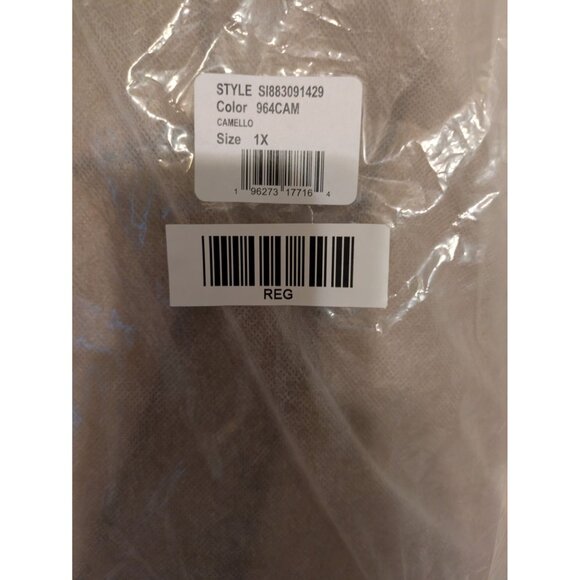 STYLE SI883091429
Color 964CAM
CAMELLO
Size 1X
1 96273 17716 4
REG